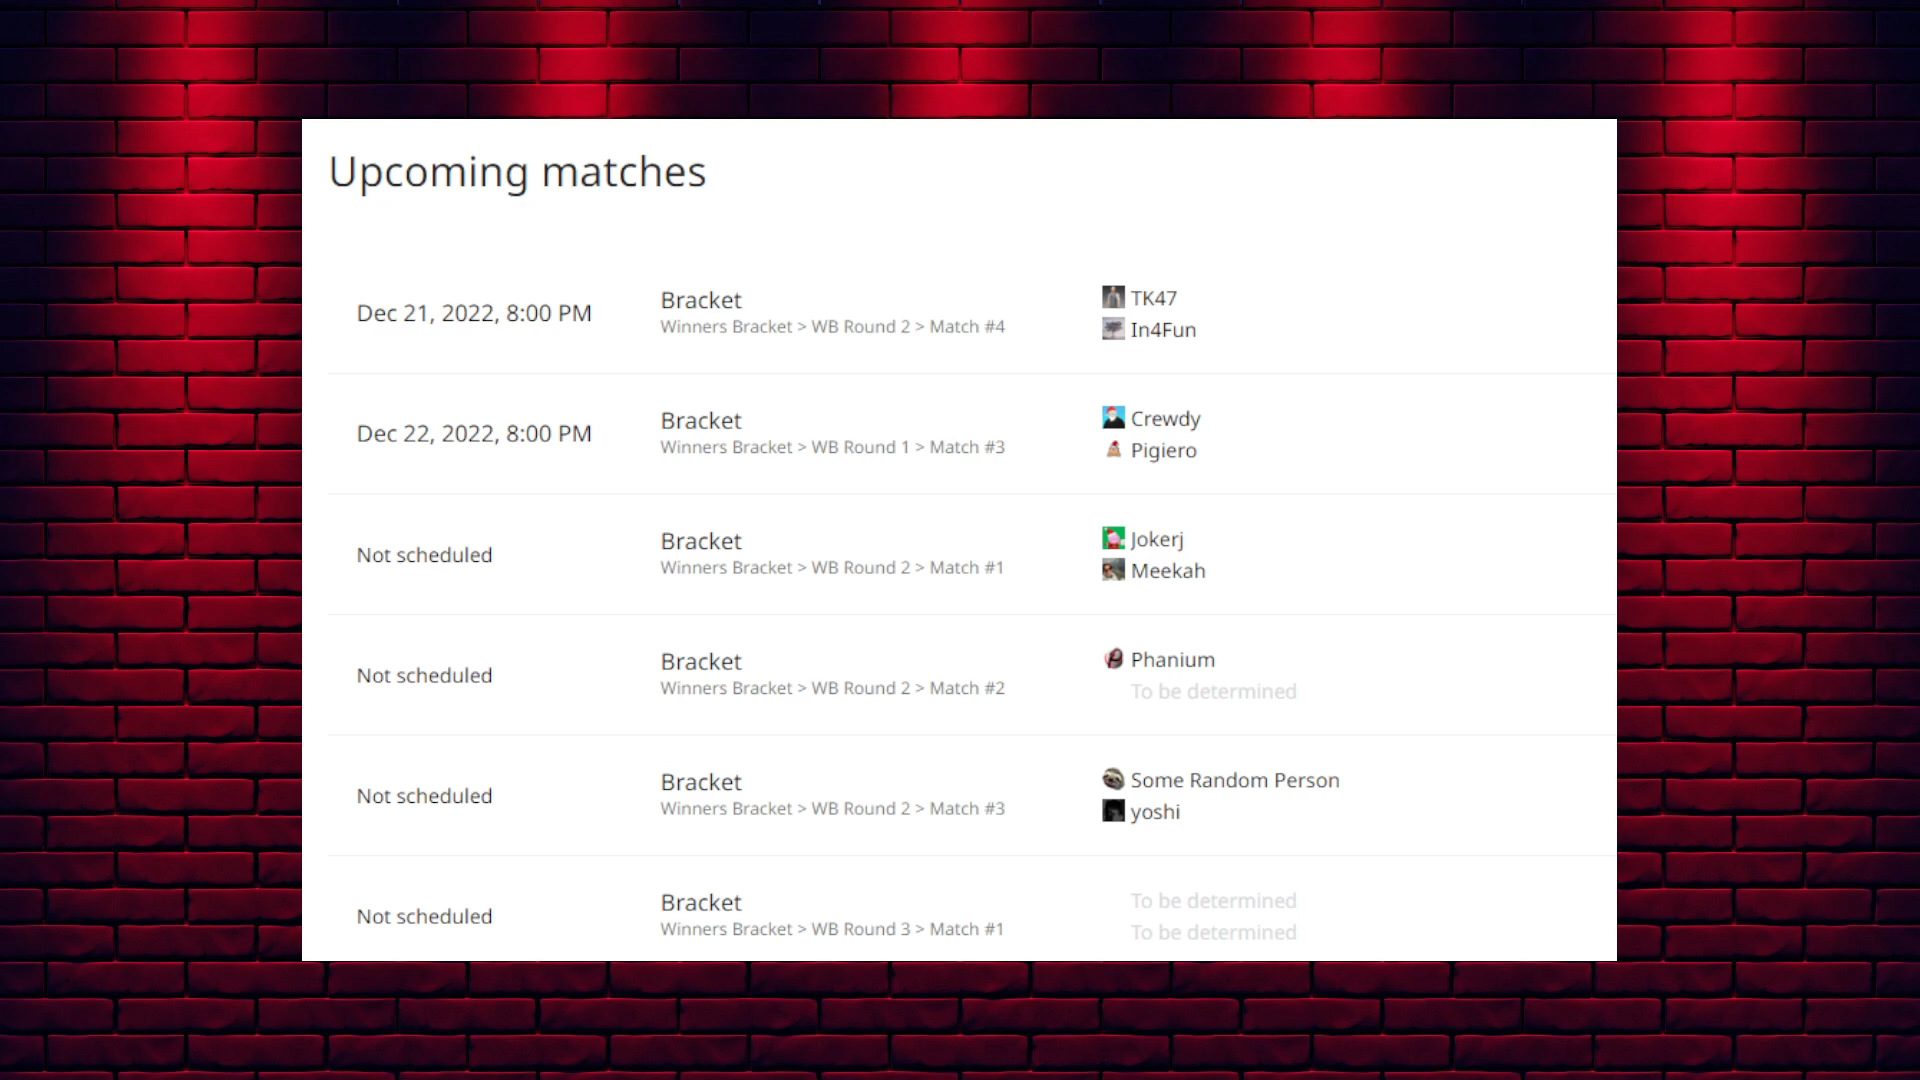 Upcoming matches
Dec 21, 2022, 8:00 PM
Bracket
Winners Bracket > WB Round 2 > Match #4
TK47
In4Fun
Dec 22, 2022, 8:00 PM
Bracket
Winners Bracket > WB Round 1 > Match #3
Crewdy
Pigiero
Not scheduled
Bracket
Winners Bracket > WB Round 2 > Match #1
Jokerj
Meekah
Not scheduled
Bracket
Winners Bracket > WB Round 2 > Match #2
Phanium
To be determined
Not scheduled
Bracket
Winners Bracket > WB Round 2 > Match #3
Some Random Person
yoshi
Not scheduled
Bracket
Winners Bracket > WB Round 3 > Match #1
To be determined
To be determined